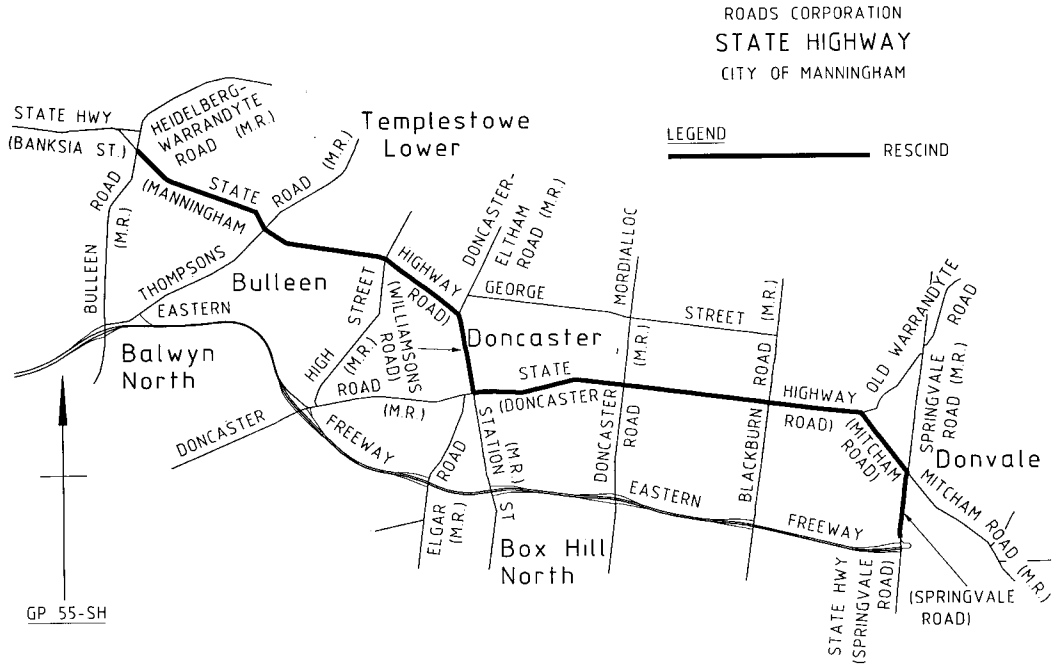 ROADS CORPORATION
STATE HIGHWAY
CITY OF MANNINGHAM
LEGEND
RESCIND
STATE HWY
(BANKSIA ST.)
HEIDELBERG-
WARRANDYTE
ROAD (M.R.)
Templestowe
Lower
BULLEEN ROAD
(M.R.)
STATE
(MANNINGHAM
THOMPSONS ROAD (M.R.)
Bulleen
EASTERN
Balwyn
North
HIGHWAY
ROAD)
DONCASTER-
ELTHAM
ROAD (M.R.)
GEORGE STREET
HIGH STREET
(M.R.)
(WILLIAMSONS
ROAD)
Doncaster
DONCASTER ROAD
(M.R.)
FREEWAY
STATE
(DONCASTER
MORDIALLOC
(M.R.)
DONCASTER
ROAD
BLACKBURN ROAD (M.R.)
HIGHWAY
ROAD)
(MITCHAM
ROAD)
OLD WARRANDYTE
ROAD
SPRINGVALE
ROAD (M.R.)
Donvale
MITCHAM ROAD (M.R.)
ELGAR ROAD
(M.R.)
STATION ST
(M.R.)
Box Hill
North
EASTERN
FREEWAY
STATE HWY
(SPRINGVALE
ROAD)
(SPRINGVALE
ROAD)
GP 55-SH